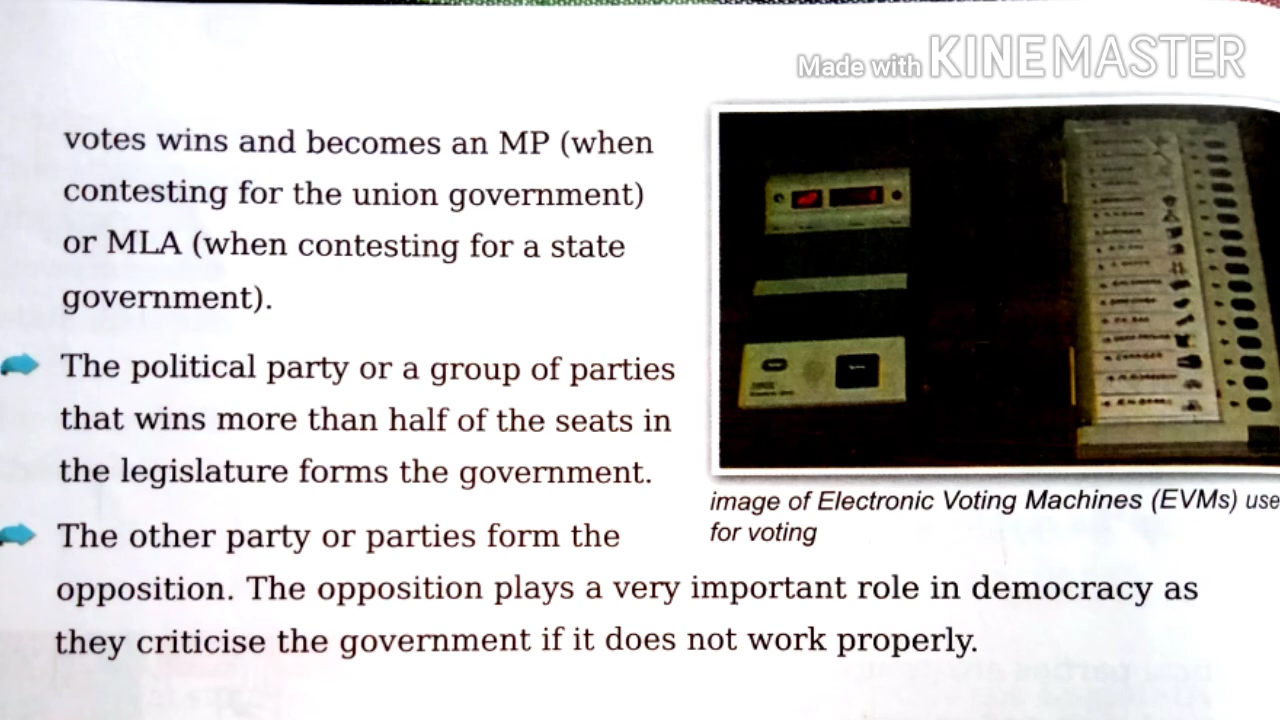 Made with KINEMASTER
votes wins and becomes an MP (when
contesting for the union government)
or MLA (when contesting for a state
government).
The political party or a group of parties
that wins more than half of the seats in
the legislature forms the government.
image of Electronic Voting Machines (EVMs) use
for voting
The other party or parties form the
opposition. The opposition plays a very important role in democracy as
they criticise the government if it does not work properly.